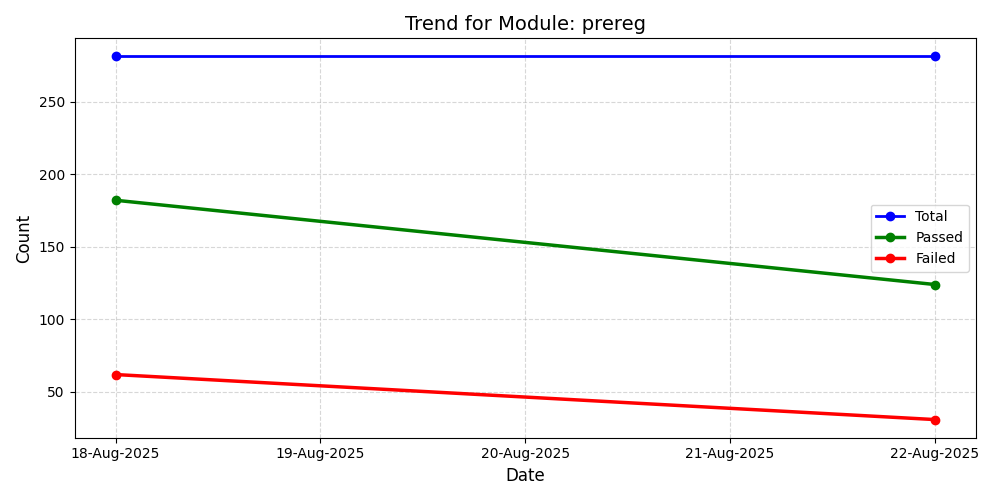 Trend for Module: prereg
Count
250
200
150
100
50
Total
Passed
Failed
18-Aug-2025
19-Aug-2025
20-Aug-2025
21-Aug-2025
22-Aug-2025
Date